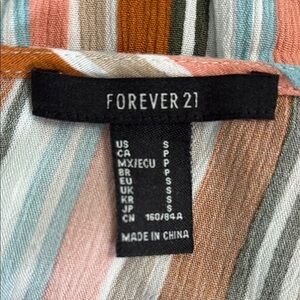 FOREVER 21
US S
CA P
MX/ECU P
BR P
EU S
UK S
KR S
JP S
CN 160/84A
MADE IN CHINA